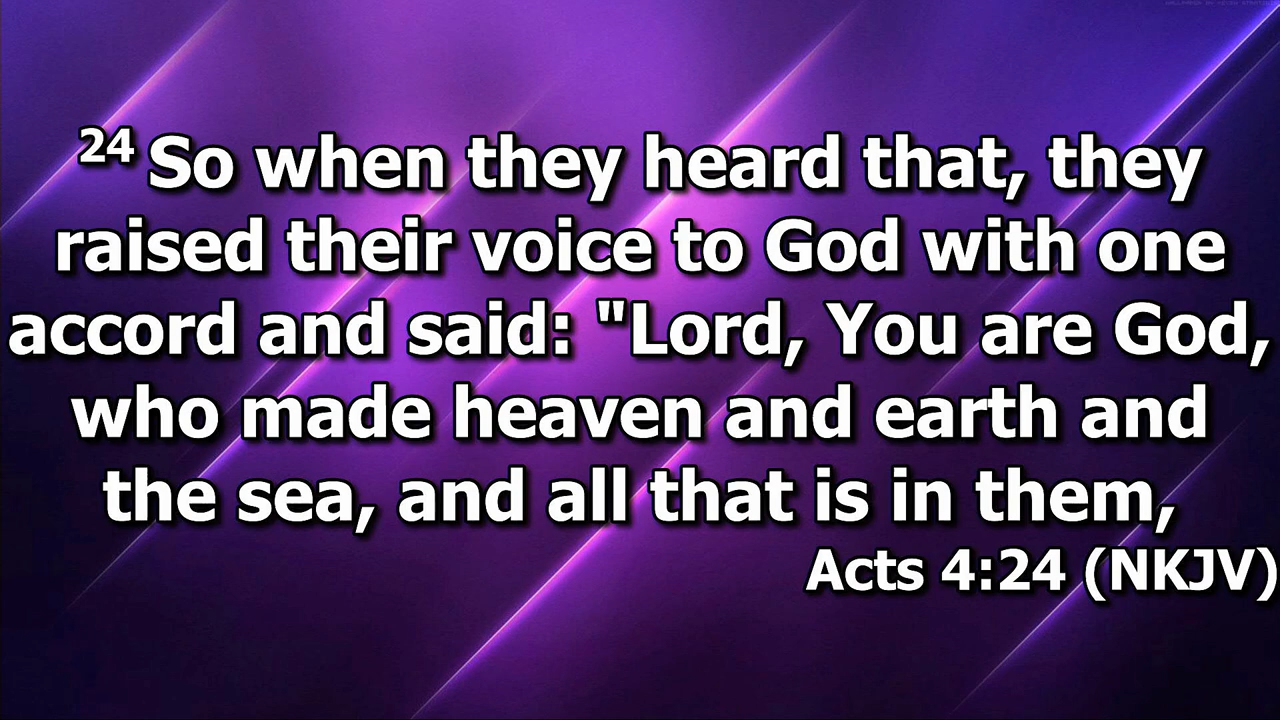 24 So when they heard that, they
raised their voice to God with one
accord and said: "Lord, You are God,
who made heaven and earth and
the sea, and all that is in them,
Acts 4:24 (NKJV)